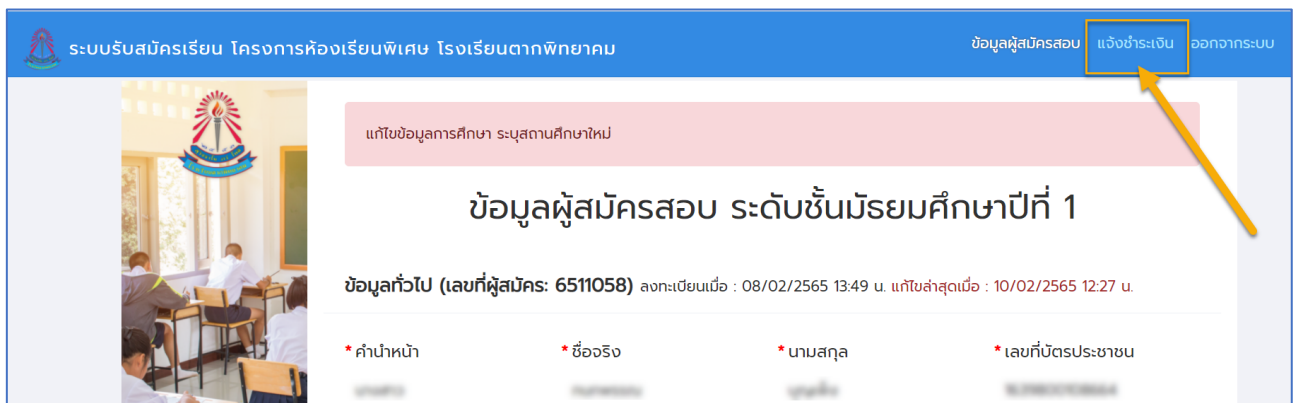 ระบบรับสมัครเรียน โครงการห้องเรียนพิเศษ โรงเรียนตากพิทยาคม
ข้อมูลผู้สมัครสอบ แจ้งชำระเงิน ออกจากระบบ
แก้ไขข้อมูลการศึกษา ระบุสถานศึกษาใหม่
ข้อมูลผู้สมัครสอบ ระดับชั้นมัธยมศึกษาปีที่ 1
ข้อมูลทั่วไป (เลขที่ผู้สมัคร: 6511058) ลงทะเบียนเมื่อ : 08/02/2565 13:49 น. แก้ไขล่าสุดเมื่อ : 10/02/2565 12:27 น.
* คำนำหน้า * ชื่อจริง * นามสกุล * เลขที่บัตรประชาชน